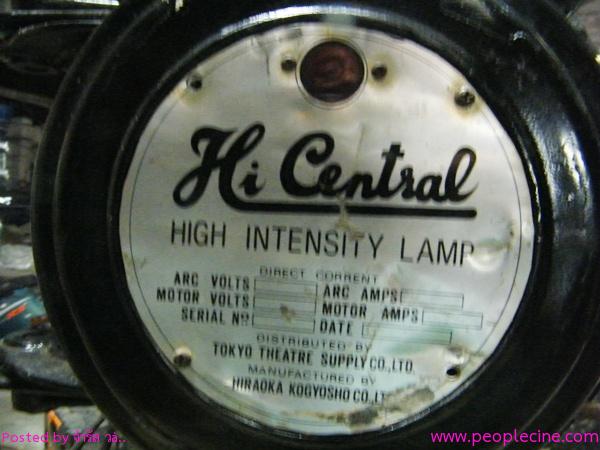 Hi Central
HIGH INTENSITY LAMP
DIRECT CURRENT
ARC VOLTS ARC AMPS
MOTOR VOLTS MOTOR AMPS
SERIAL NO DATE
DISTRIBUTED BY
TOKYO THEATRE SUPPLY CO., LTD.
MANUFACTURED BY
HIRAOKA KOGYOSHO CO., LT
Posted by
www.peoplecine.com